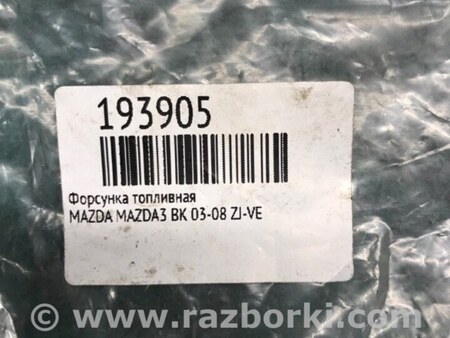 193905
Форсунка топливная
MAZDA MAZDA3 BK 03-08 ZJ-VE
© www.razborki.com